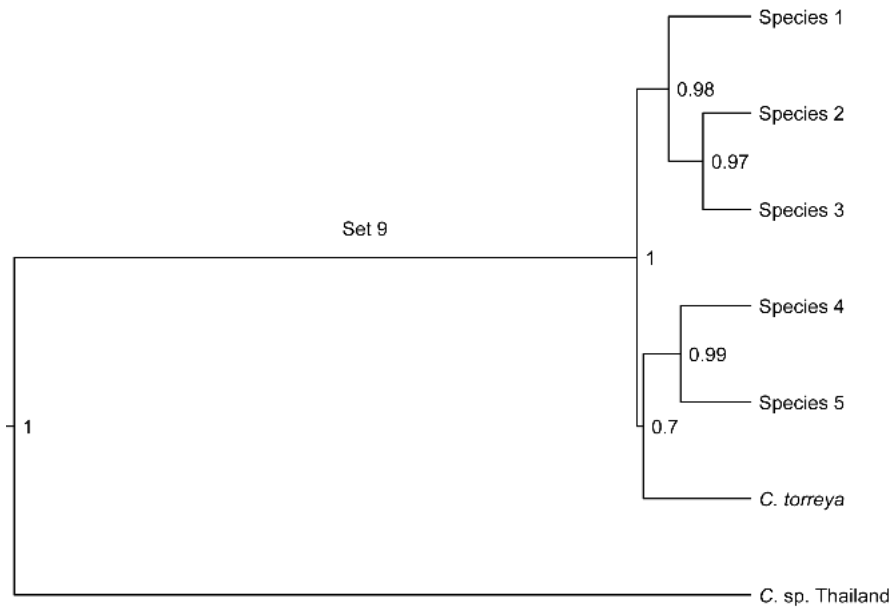 Species 1
0.98
Species 2
0.97
Species 3
Set 9
1
Species 4
0.99
Species 5
1
0.7
C. torreya
C. sp. Thailand